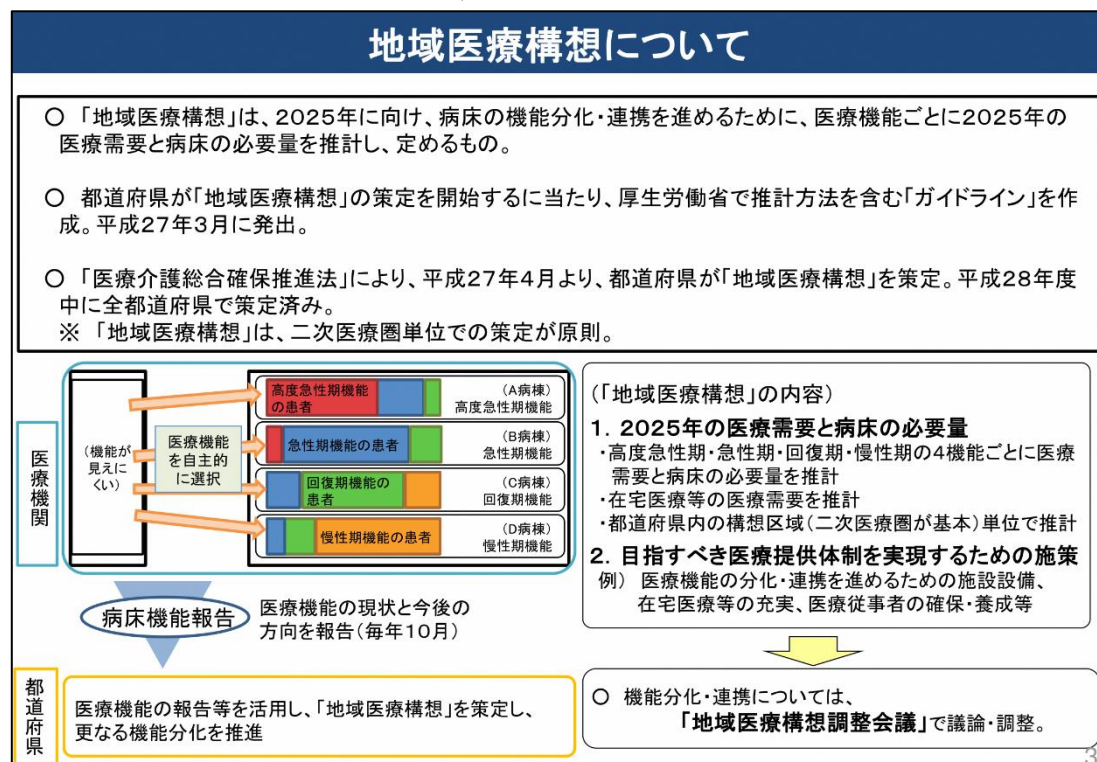 地域医療構想について
○ 「地域医療構想」は、2025年に向け、病床の機能分化・連携を進めるために、医療機能ごとに2025年の
医療需要と病床の必要量を推計し、定めるもの。
○ 都道府県が「地域医療構想」の策定を開始するに当たり、厚生労働省で推計方法を含む「ガイドライン」を作
成。平成27年3月に発出。
○ 「医療介護総合確保推進法」により、平成27年4月より、都道府県が「地域医療構想」を策定。平成28年度
中に全都道府県で策定済み。
※ 「地域医療構想」は、二次医療圏単位での策定が原則。
医療機関
(機能が
見えに
くい)
医療機能
を自主的
に選択
高度急性期機能
の患者
(A病棟)
高度急性期機能
急性期機能の患者
(B病棟)
急性期機能
回復期機能の
患者
(C病棟)
回復期機能
慢性期機能の患者
(D病棟)
慢性期機能
病床機能報告
医療機能の現状と今後の
方向を報告(毎年10月)
都道府県
医療機能の報告等を活用し、「地域医療構想」を策定し、
更なる機能分化を推進
(「地域医療構想」の内容)
1. 2025年の医療需要と病床の必要量
・高度急性期・急性期・回復期・慢性期の4機能ごとに医療
需要と病床の必要量を推計
・在宅医療等の医療需要を推計
・都道府県内の構想区域(二次医療圏が基本)単位で推計
2. 目指すべき医療提供体制を実現するための施策
例) 医療機能の分化・連携を進めるための施設設備、
在宅医療等の充実、医療従事者の確保・養成等
○ 機能分化・連携については、
「地域医療構想調整会議」で議論・調整。
3